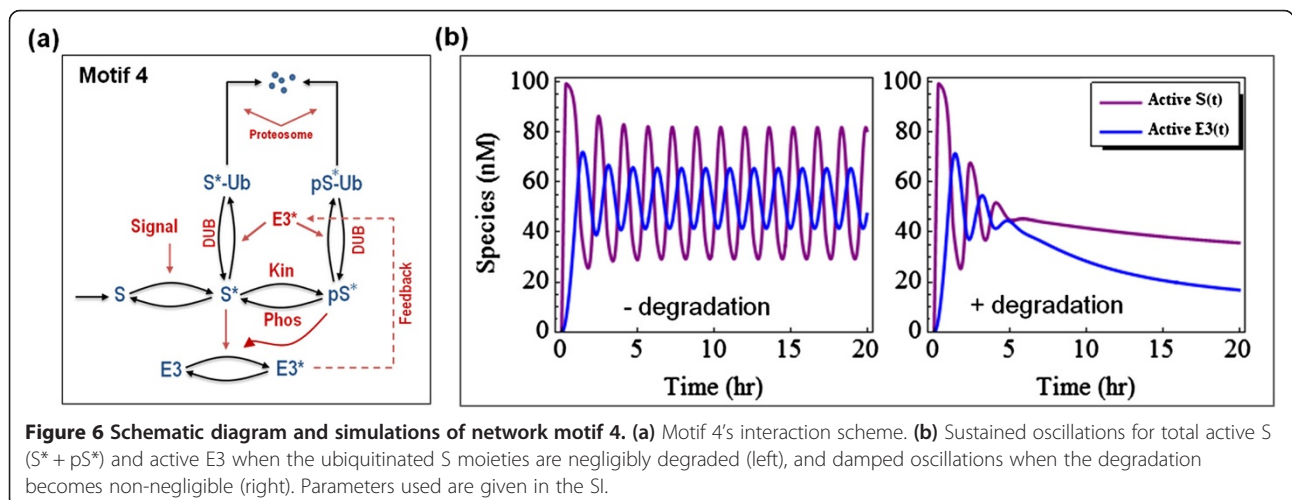 (a)
Motif 4
Proteosome
S*-Ub
pS*-Ub
DUB
E3*
DUB
Signal
Kin
S
S*
pS*
Phos
Feedback
E3
E3*
(b)
Species (nM)
100
80
60
40
20
0
0
5
10
15
20
- degradation
Time (hr)
100
80
60
40
20
0
0
5
10
15
20
Active S(t)
Active E3(t)
+ degradation
Time (hr)
Figure 6 Schematic diagram and simulations of network motif 4. (a) Motif 4's interaction scheme. (b) Sustained oscillations for total active S
(S* + pS*) and active E3 when the ubiquitinated S moieties are negligibly degraded (left), and damped oscillations when the degradation
becomes non-negligible (right). Parameters used are given in the SI.